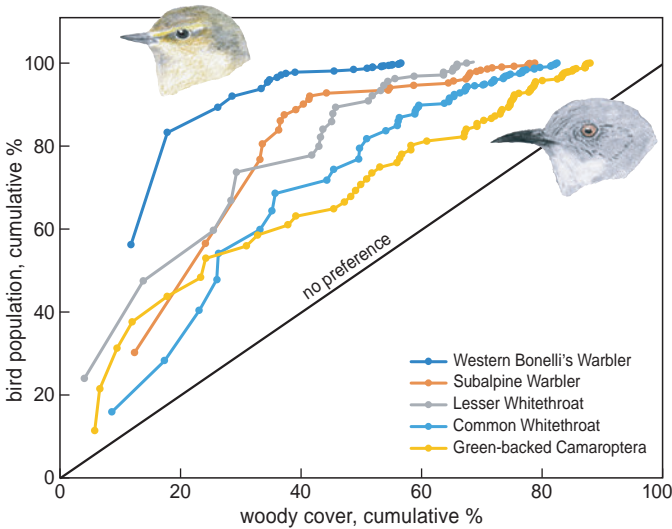 100
80
60
40
20
0
bird population, cumulative %
no preference
Western Bonelli's Warbler
Subalpine Warbler
Lesser Whitethroat
Common Whitethroat
Green-backed Camaroptera
0 20 40 60 80 100
woody cover, cumulative %